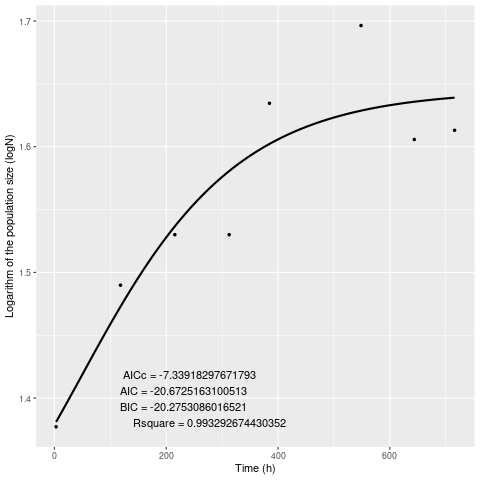 1.7
1.6
1.5
1.4
Logarithm of the population size (logN)
AICc = -7.33918297671793
AIC = -20.6725163100513
BIC = -20.2753086016521
Rsquare = 0.993292674430352
0 200 400 600
Time (h)